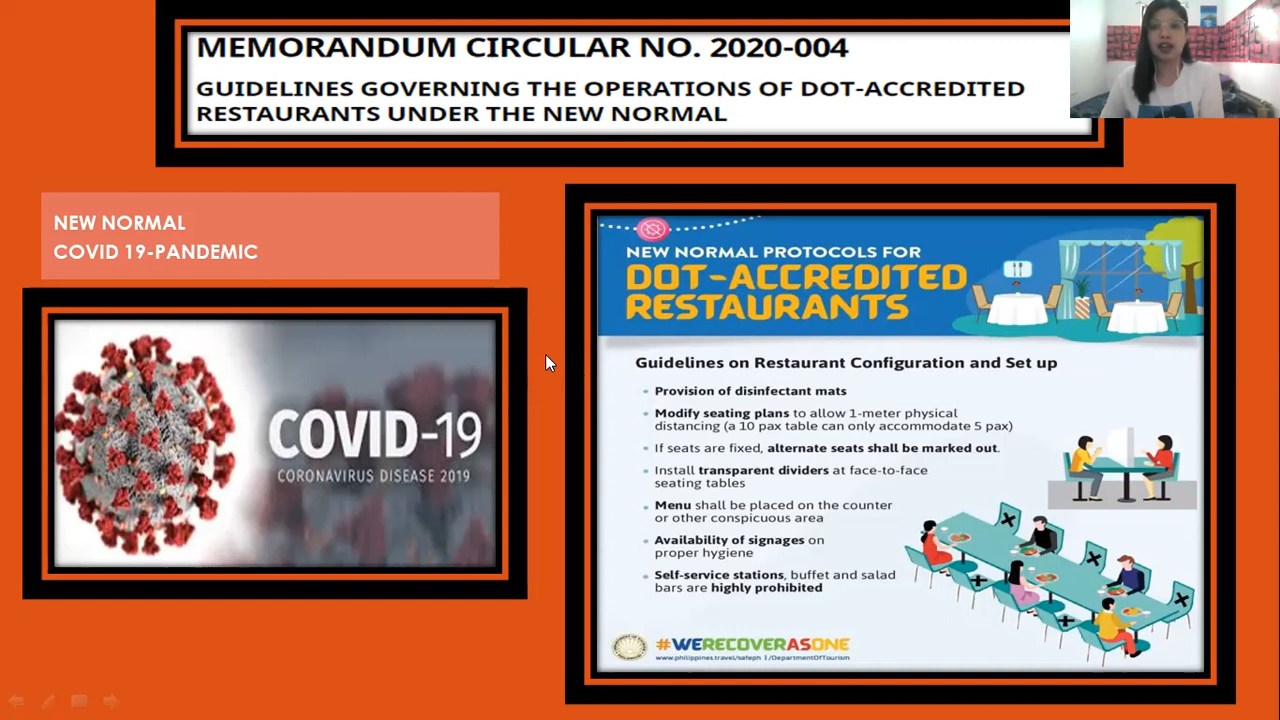 MEMORANDUM CIRCULAR NO. 2020-004
GUIDELINES GOVERNING THE OPERATIONS OF DOT-ACCREDITED
RESTAURANTS UNDER THE NEW NORMAL
NEW NORMAL
COVID 19-PANDEMIC
COVID-19
CORONAVIRUS DISEASE 2019
NEW NORMAL PROTOCOLS FOR
DOT-ACCREDITED
RESTAURANTS
Guidelines on Restaurant Configuration and Set up
• Provision of disinfectant mats
• Modify seating plans to allow 1-meter physical
distancing (a 10 pax table can only accommodate 5 pax)
• If seats are fixed, alternate seats shall be marked out.
• Install transparent dividers at face-to-face
seating tables
• Menu shall be placed on the counter
or other conspicuous area
• Availability of signages on
proper hygiene
• Self-service stations, buffet and salad
bars are highly prohibited
#WERECOVERASONE
www.philippines.travel/safeph | /DepartmentOfTourism